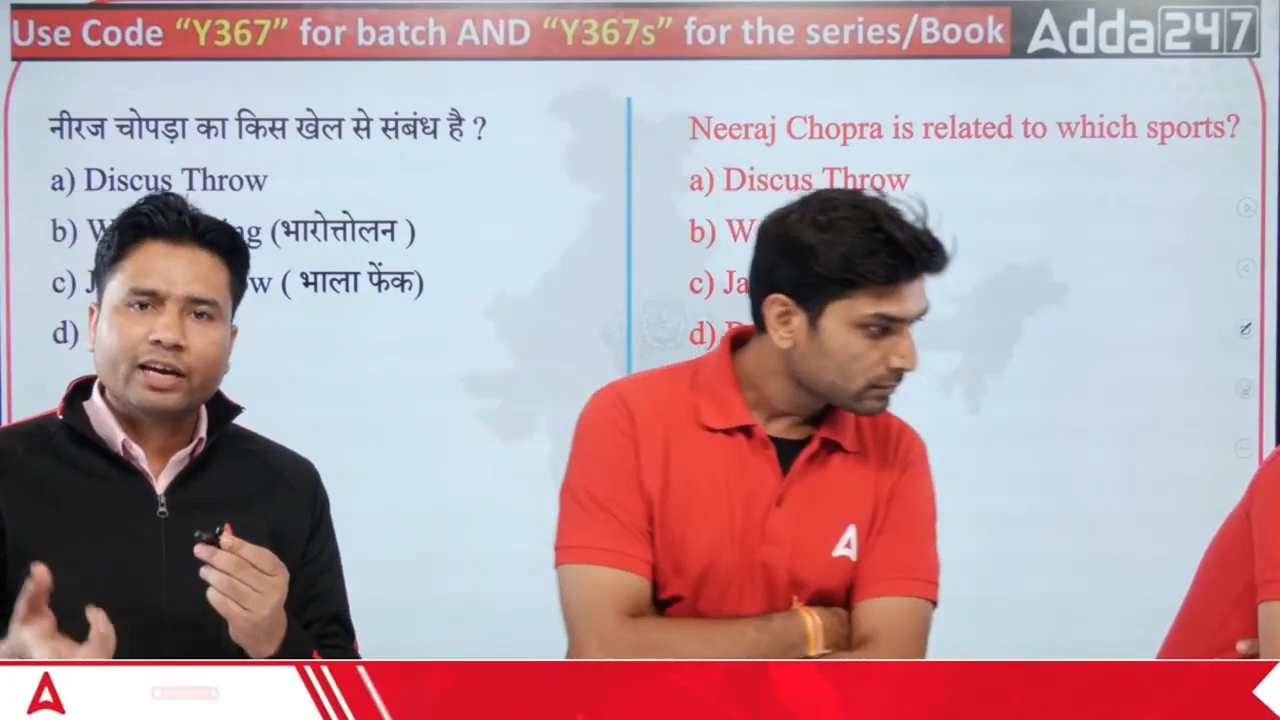 Use Code “Y367” for batch AND “Y367s” for the series/Book
Adda247
नीरज चोपड़ा का किस खेल से संबंध है ?
a) Discus Throw
b) W g (भारोत्तोलन )
c) J w ( भाला फेंक)
d)
Neeraj Chopra is related to which sports?
a) Discus Throw
b) W
c) Ja
d)